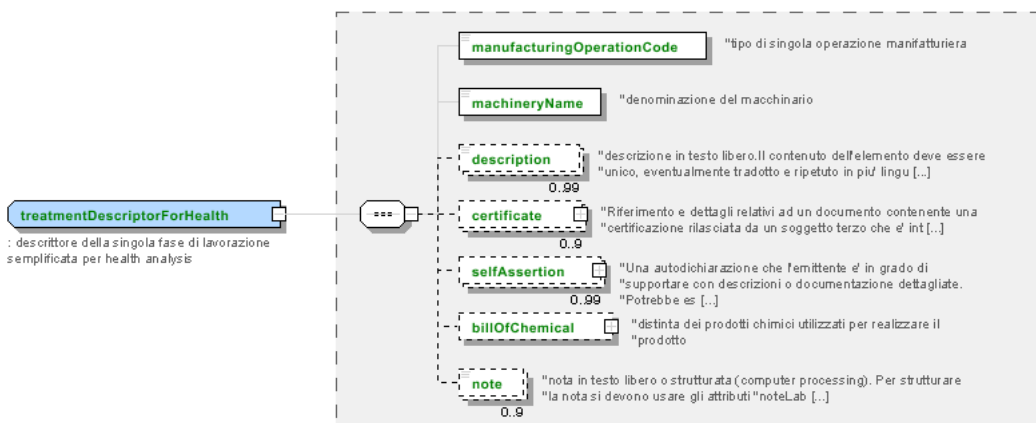 manufacturingOperationCode
"tipo di singola operazione manifatturiera
machineryName
"denominazione del macchinario
description
"descrizione in testo libero.Il contenuto dell'elemento deve essere
"unico, eventualmente tradotto e ripetuto in piu' lingu [...]
0..99
treatmentDescriptorForHealth
: descrittore della singola fase di lavorazione
semplificata per health analysis
certificate
"Riferimento e dettagli relativi ad un documento contenente una
"certificazione rilasciata da un soggetto terzo che e' int [...]
0..9
selfAssertion
"Una autodichiarazione che l'emittente e' in grado di
"supportare con descrizioni o documentazione dettagliate.
"Potrebbe es [...]
0..99
billOfChemical
"distinta dei prodotti chimici utilizzati per realizzare il
"prodotto
note
"nota in testo libero o strutturata (computer processing). Per strutturare
"la nota si devono usare gli attributi "noteLab [...]
0..9